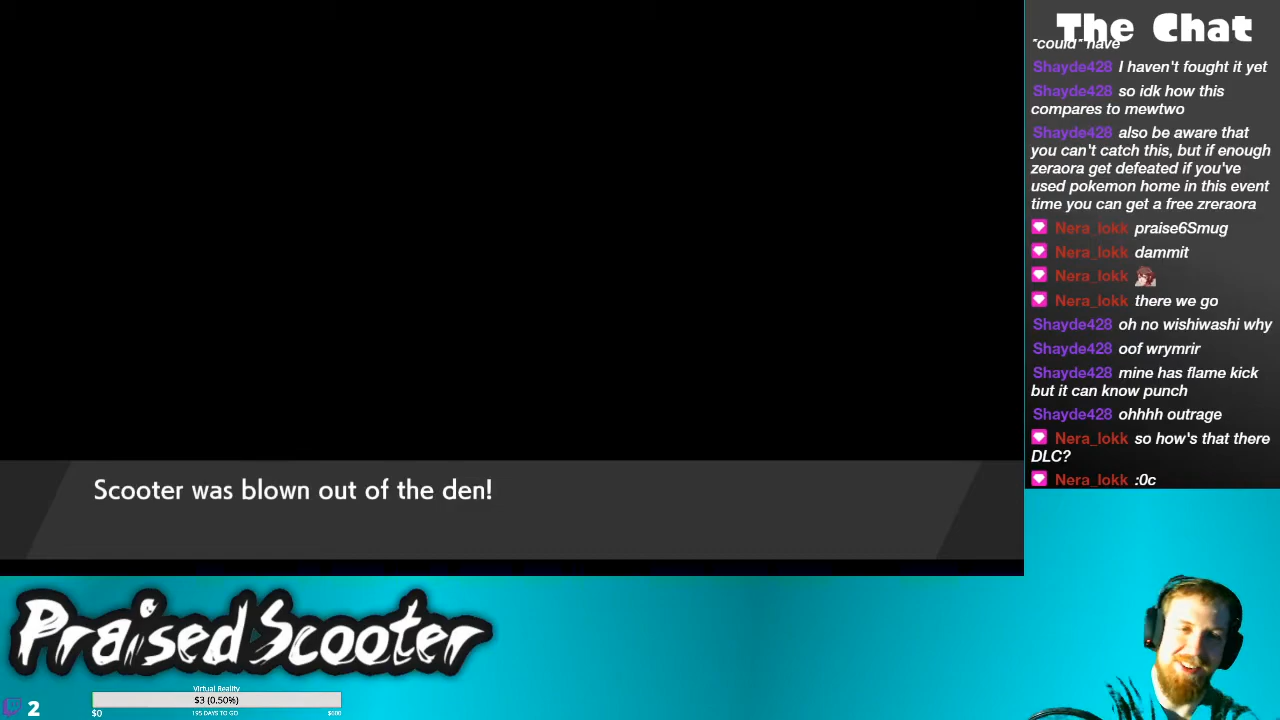 The Chat
"could" have
Shayde428 I haven't fought it yet
Shayde428 so idk how this
compares to mewtwo
Shayde428 also be aware that
you can't catch this, but if enough
zeraora get defeated if you've
used pokemon home in this event
time you can get a free zreraora
Nera_lokk praise6Smug
Nera_lokk dammit
Nera_lokk
Nera_lokk there we go
Shayde428 oh no wishiwashi why
Shayde428 oof wrymrir
Shayde428 mine has flame kick
but it can know punch
Shayde428 ohhhh outrage
Nera_lokk so how's that there
DLC?
Nera_lokk :0c
Scooter was blown out of the den!
PraisedScooter
2
Virtual Reality
$3 (0.50%)
$0 195 DAYS TO GO $600